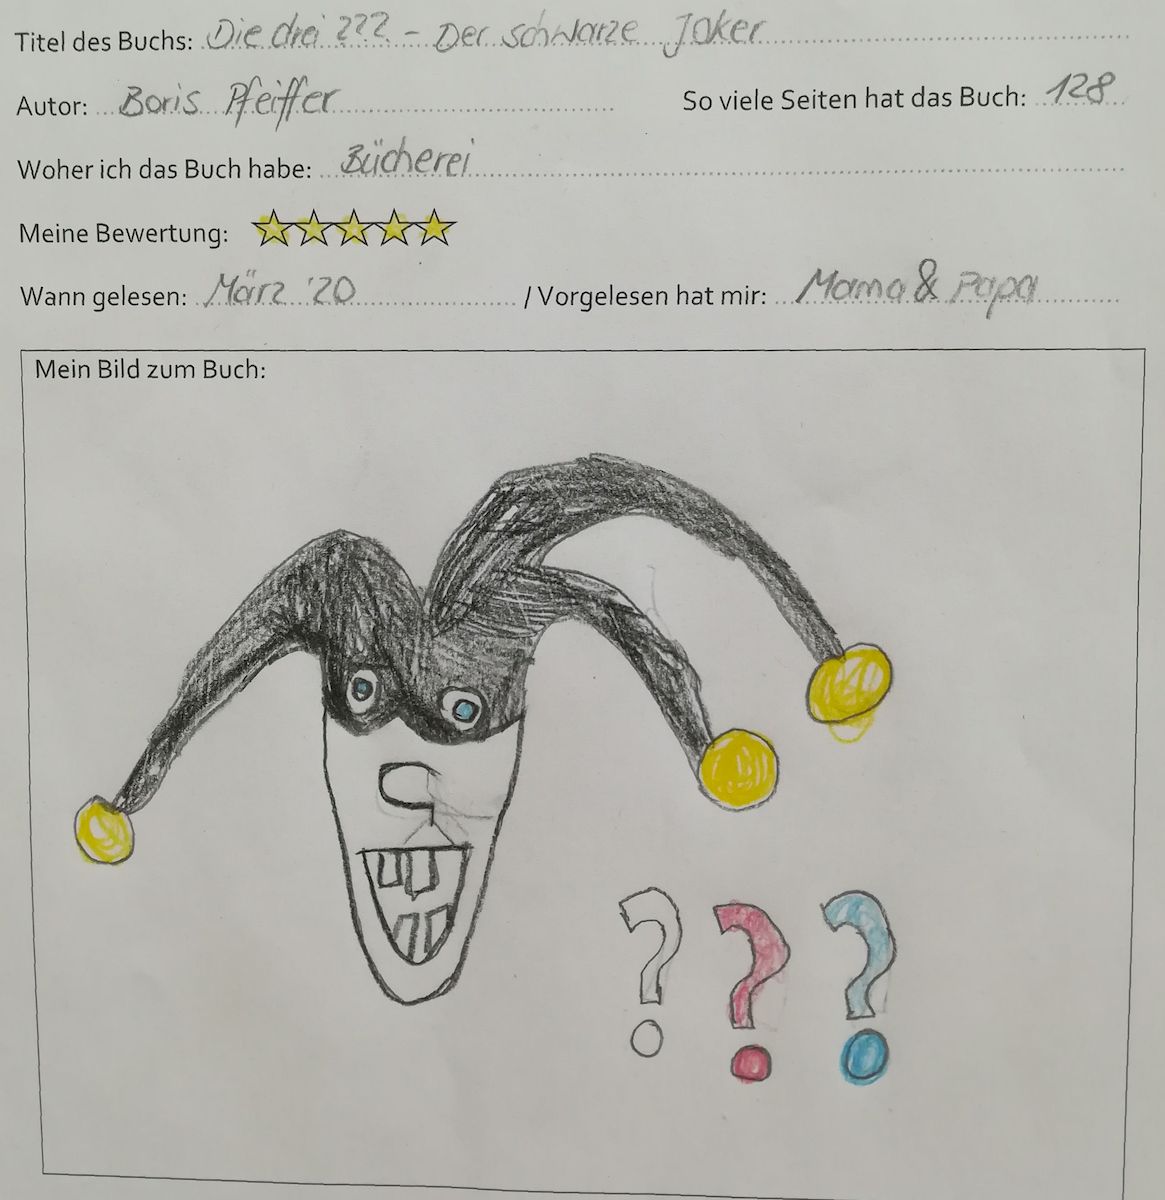 Titel des Buchs: Die drei ??? - Der schwarze Joker
Autor: Boris Pfeiffer So viele Seiten hat das Buch: 128
Woher ich das Buch habe: Bücherei
Meine Bewertung:
Wann gelesen: März '20 / Vorgelesen hat mir: Mama & Papa
Mein Bild zum Buch:
? ? ?